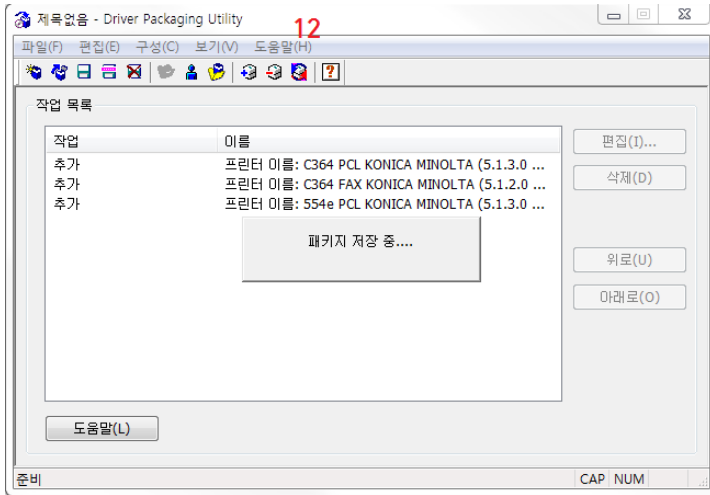 제목없음 - Driver Packaging Utility
12
파일(F) 편집(E) 구성(C) 보기(V) 도움말(H)
작업 목록
작업 이름
추가 프린터 이름: C364 PCL KONICA MINOLTA (5.1.3.0 ...
추가 프린터 이름: C364 FAX KONICA MINOLTA (5.1.2.0 ...
추가 프린터 이름: 554e PCL KONICA MINOLTA (5.1.3.0 ...
패키지 저장 중....
편집(I)...
삭제(D)
위로(U)
아래로(O)
도움말(L)
준비 CAP NUM